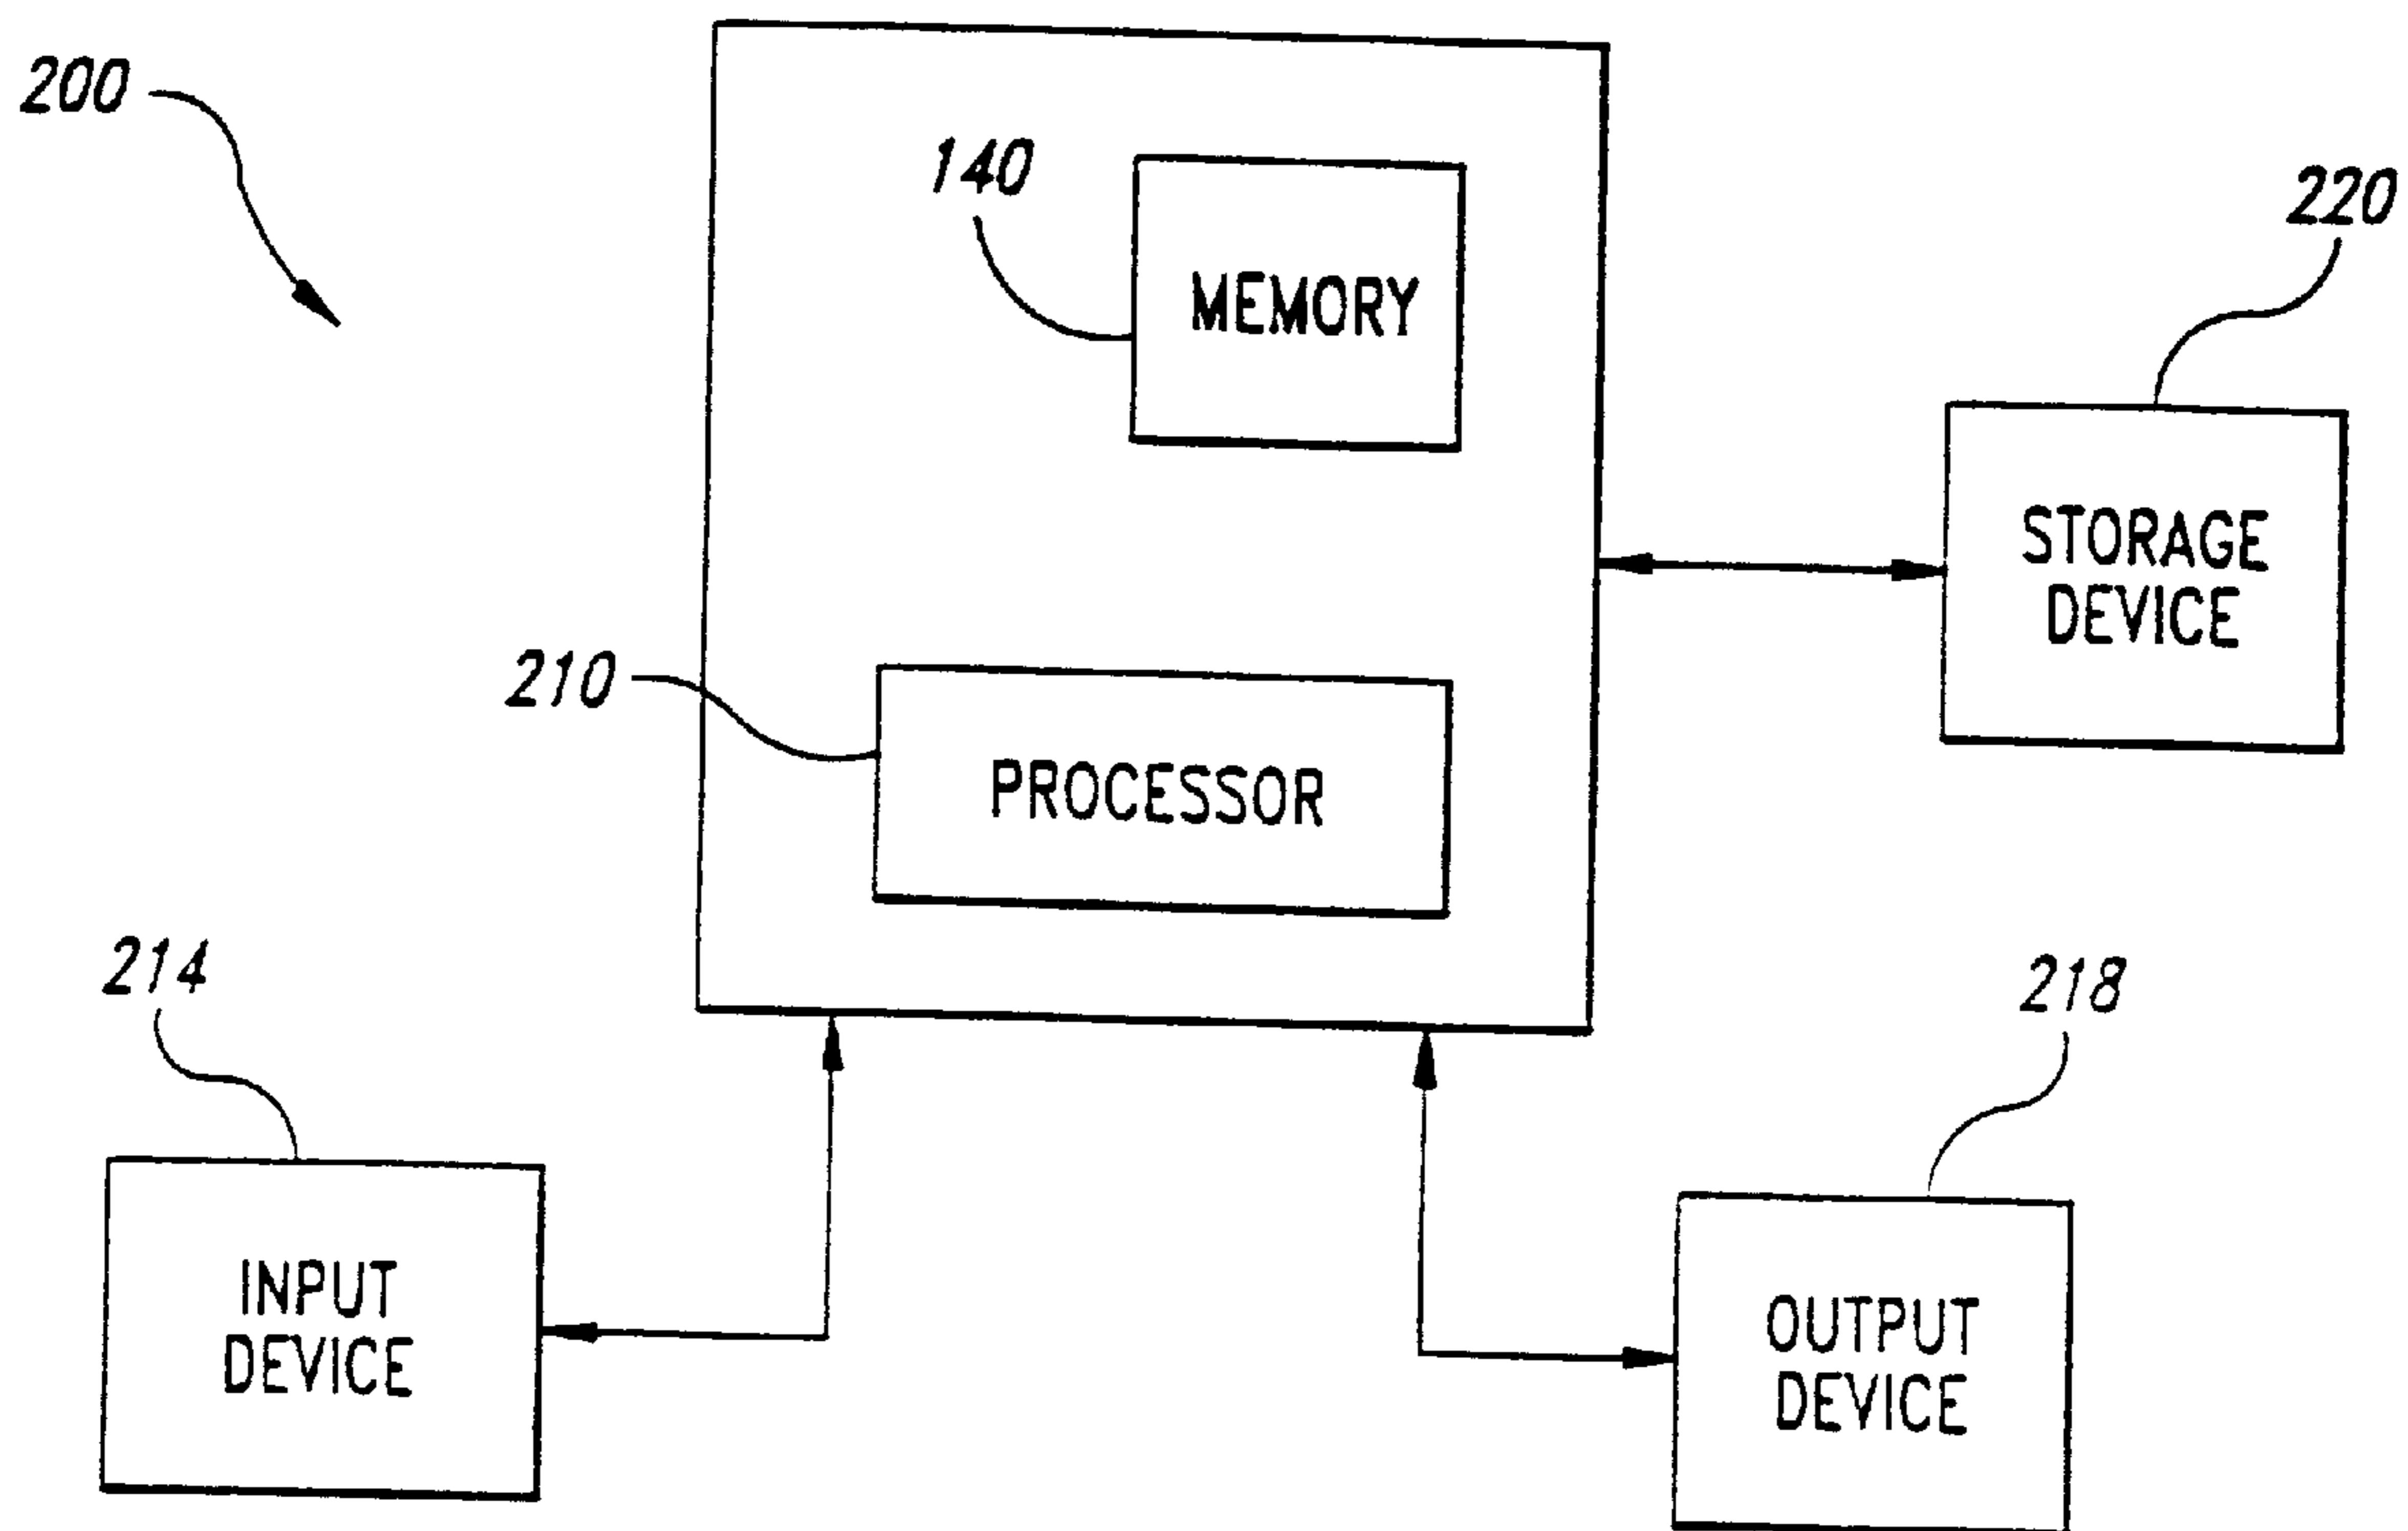 200
140
MEMORY
220
STORAGE
DEVICE
210
PROCESSOR
214
218
INPUT
DEVICE
OUTPUT
DEVICE